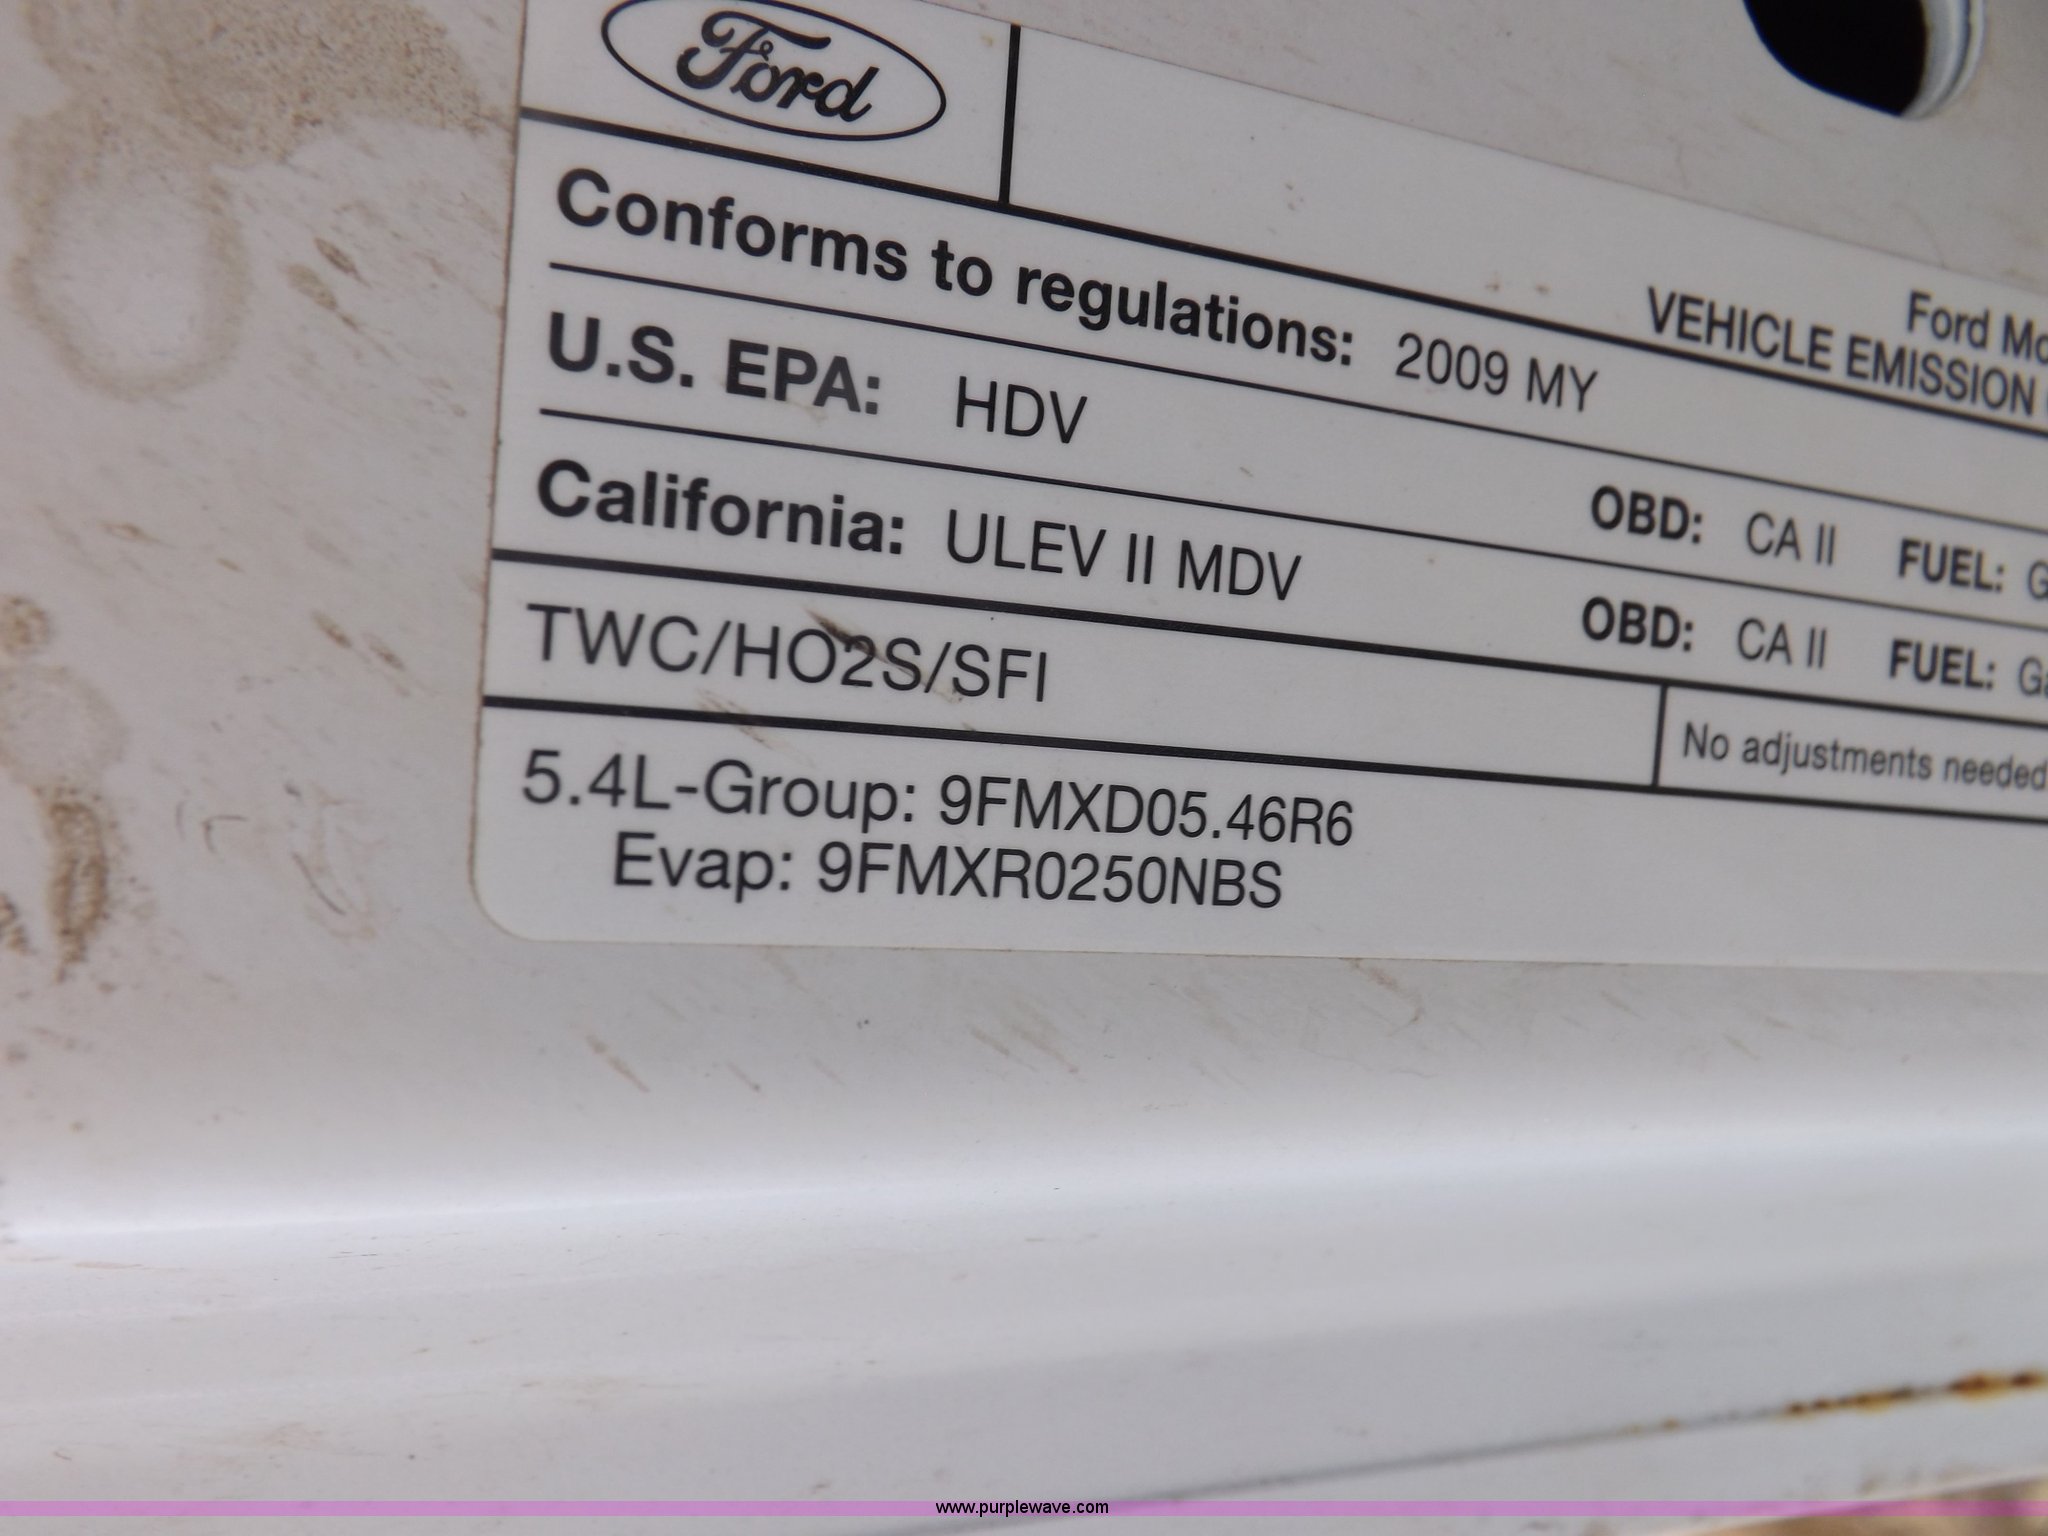 Ford
Ford
VEHICLE EMISSION
Conforms to regulations: 2009 MY
U.S. EPA: HDV OBD: CA II FUEL:
California: ULEV II MDV OBD: CA II FUEL:
TWC/HO2S/SFI No adjustments needed
5.4L-Group: 9FMXD05.46R6
Evap: 9FMXR0250NBS
www.purplewave.com